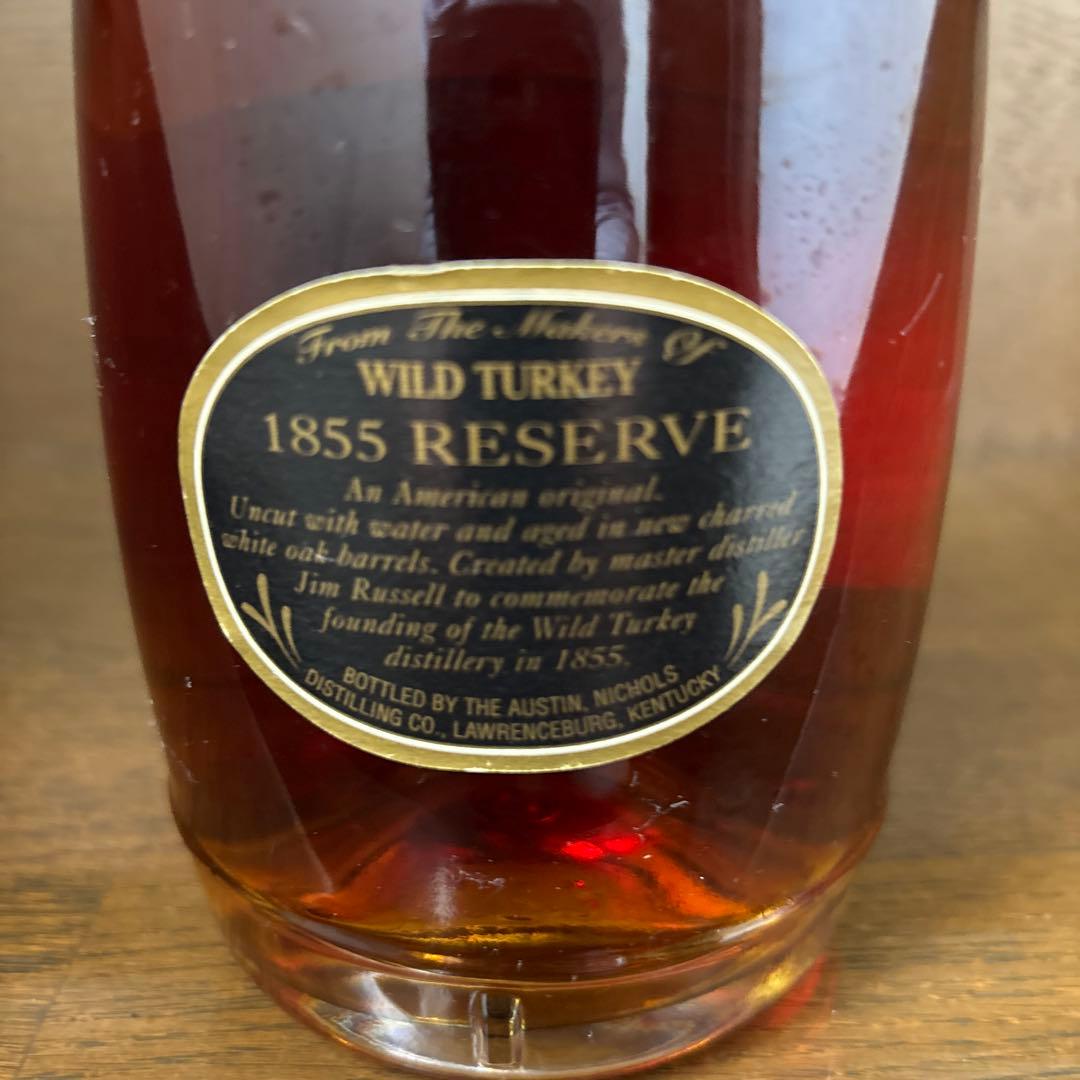 From The Makers Of
WILD TURKEY
1855 RESERVE
An American original.
Uncut with water and aged in new charred
white oak barrels. Created by master distiller
Jim Russell to commemorate the
founding of the Wild Turkey
distillery in 1855.
BOTTLED BY THE AUSTIN, NICHOLS
DISTILLING CO., LAWRENCEBURG, KENTUCKY